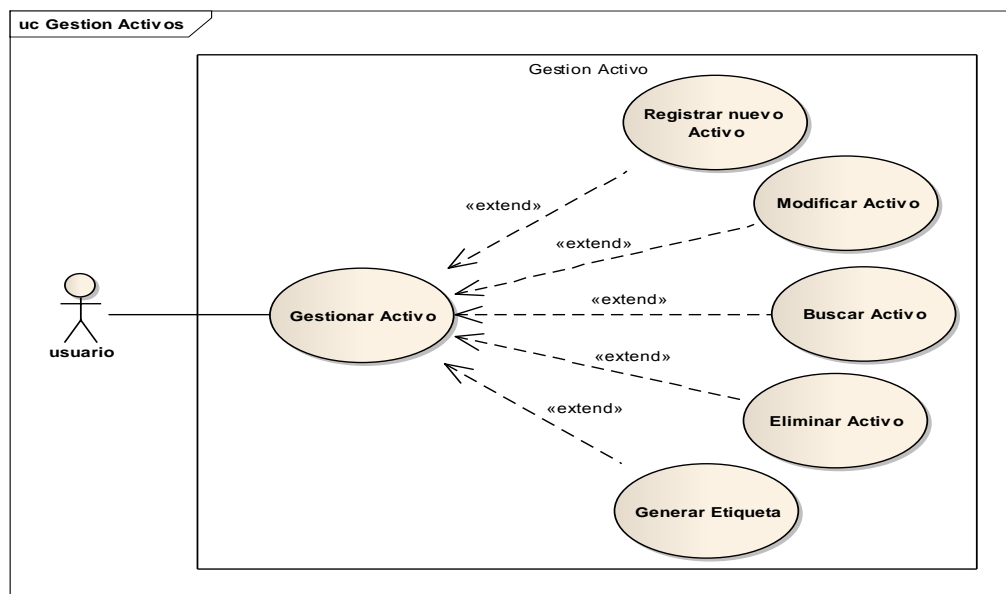 uc Gestion Activos
Gestion Activo
Registrar nuevo
Activo
«extend»
Modificar Activo
«extend»
Gestionar Activo
«extend»
Buscar Activo
usuario
«extend»
Eliminar Activo
«extend»
Generar Etiqueta